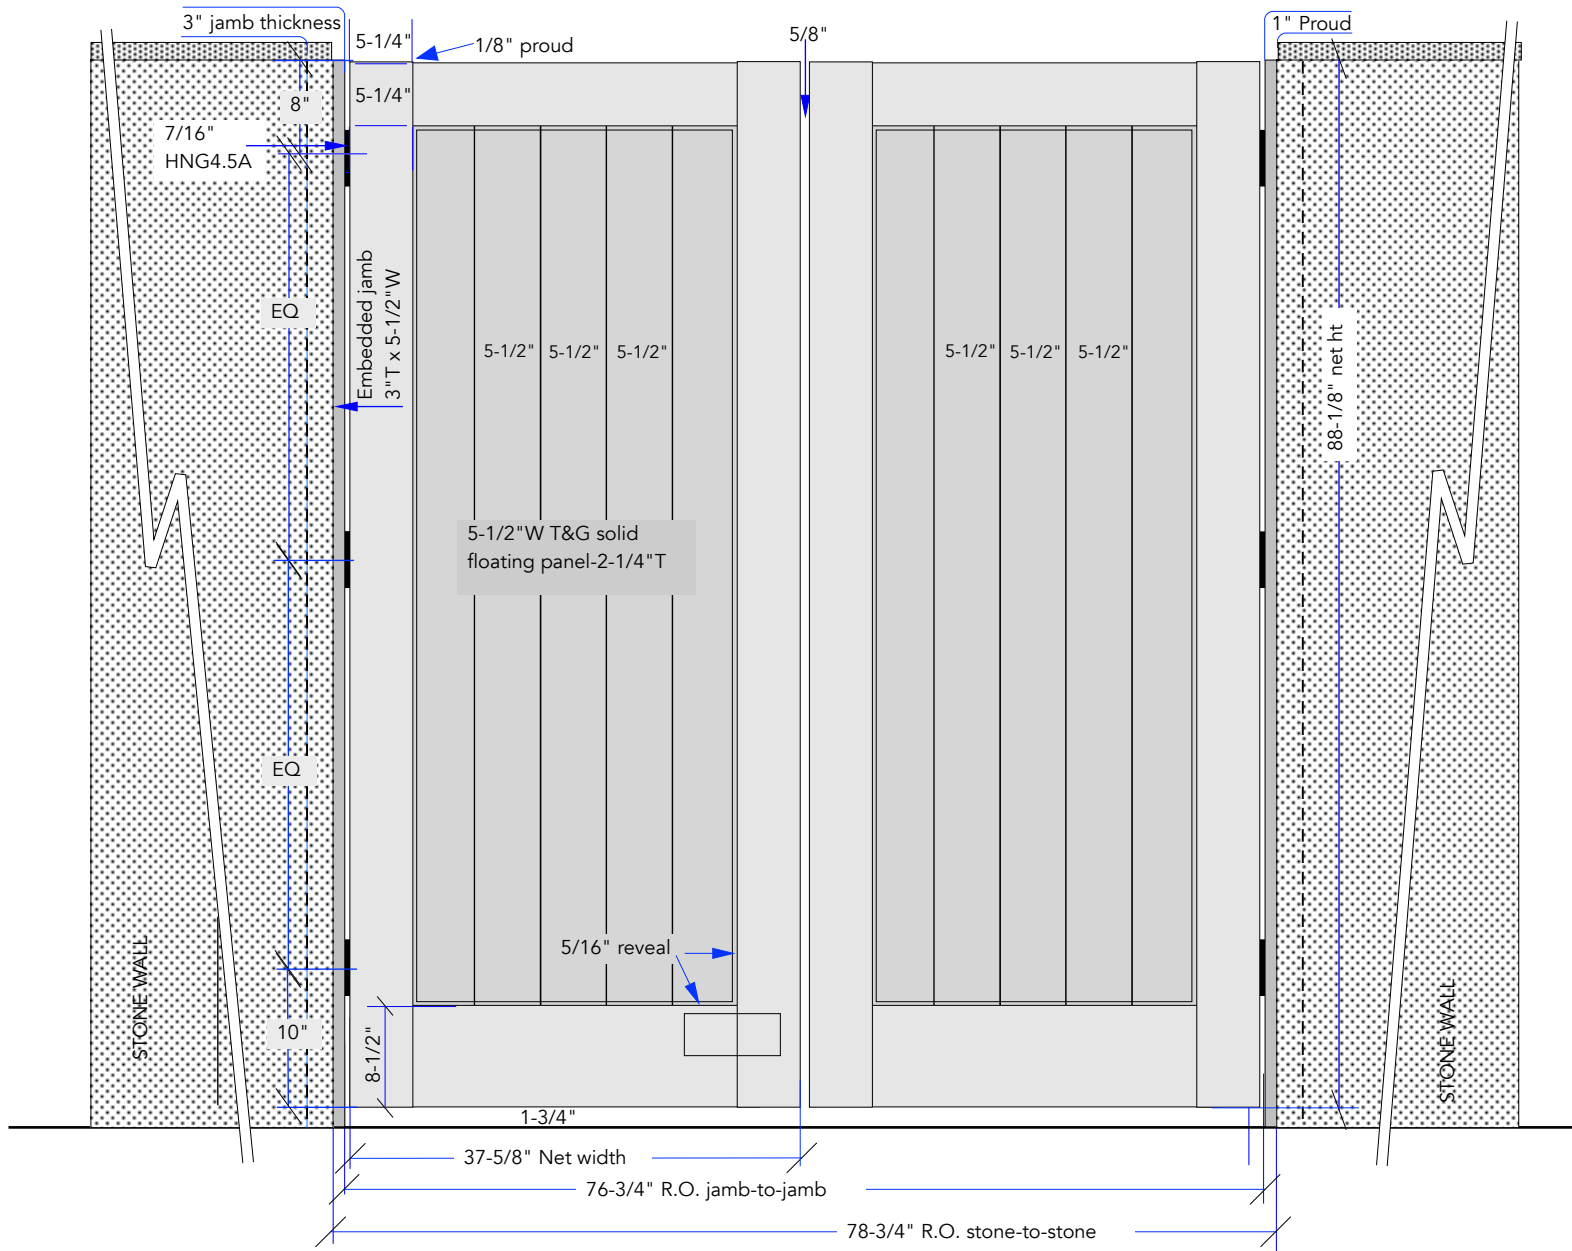 3" jamb thickness
5-1/4"
1/8" proud
5/8"
1" Proud
5-1/4"
8"
7/16"
HNG4.5A
EQ
Embedded jamb
3"T x 5-1/2"W
5-1/2"
5-1/2"
5-1/2"
5-1/2"
5-1/2"
5-1/2"
88-1/8" net ht
5-1/2"W T&G solid
floating panel-2-1/4"T
EQ
5/16" reveal
STONE WALL
10"
8-1/2"
STONE WALL
1-3/4"
37-5/8" Net width
76-3/4" R.O. jamb-to-jamb
78-3/4" R.O. stone-to-stone